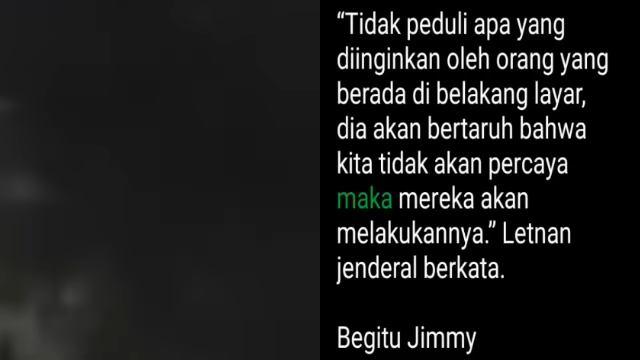 “Tidak peduli apa yang
diinginkan oleh orang yang
berada di belakang layar,
dia akan bertaruh bahwa
kita tidak akan percaya
maka mereka akan
melakukannya.” Letnan
jenderal berkata.
Begitu Jimmy